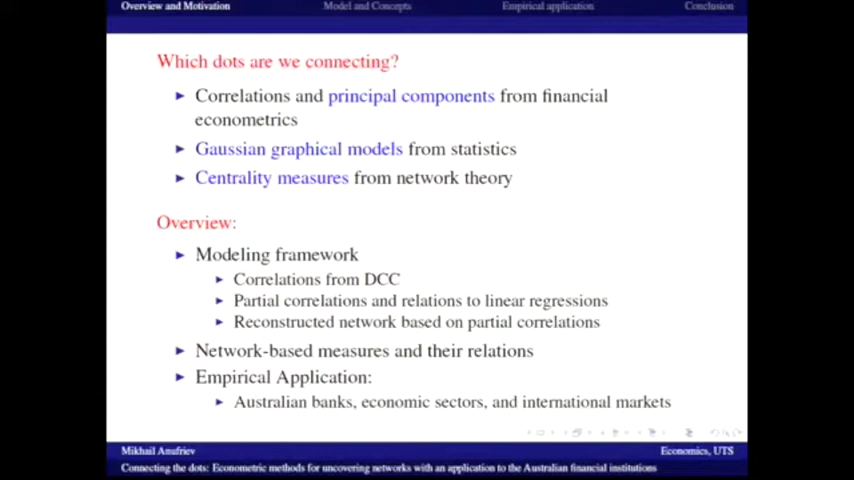 Overview and Motivation Model and Concepts Empirical application Conclusion
Which dots are we connecting?
Correlations and principal components from financial
econometrics
Gaussian graphical models from statistics
Centrality measures from network theory
Overview:
Modeling framework
Correlations from DCC
Partial correlations and relations to linear regressions
Reconstructed network based on partial correlations
Network-based measures and their relations
Empirical Application:
Australian banks, economic sectors, and international markets
Mikhail Anufriev Economics, UTS
Connecting the dots: Econometric methods for uncovering networks with an application to the Australian financial institutions